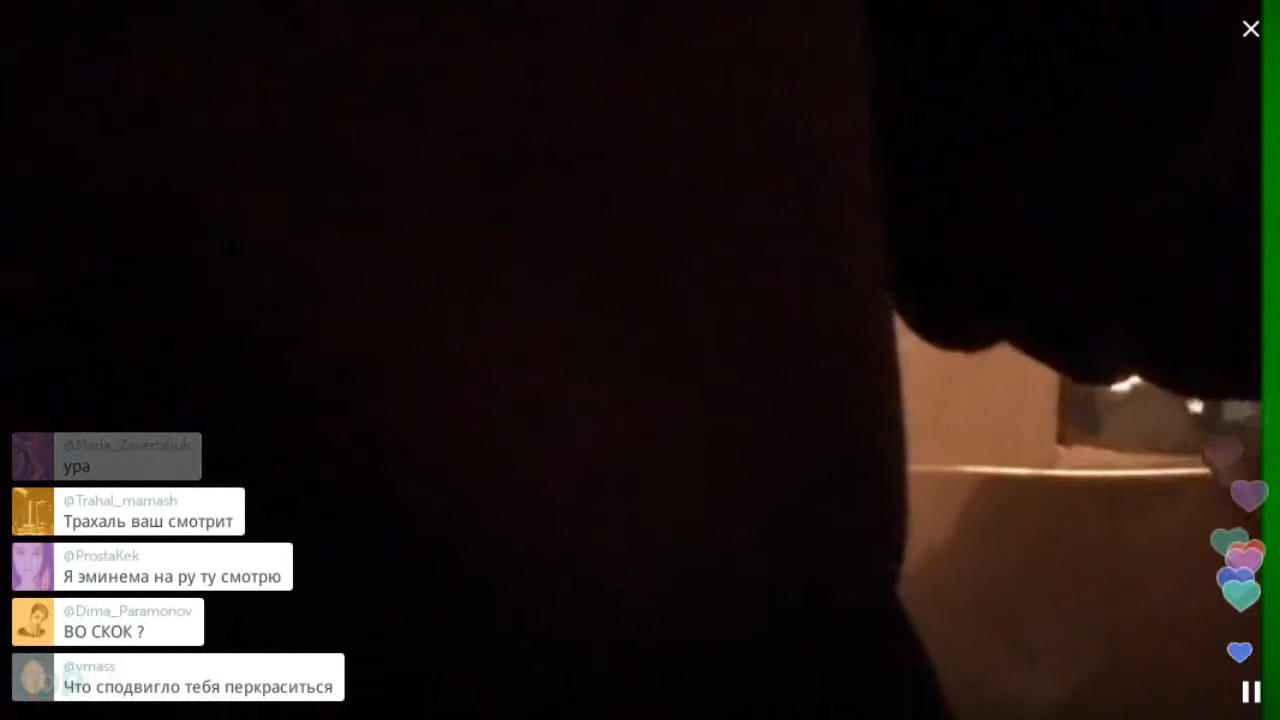 @Maria_Zavertaliuk
ура
@Trahal_mamash
Трахаль ваш смотрит
@ProstaKek
Я эминема на ру ту смотрю
@Dima_Paramonov
ВО СКОК ?
@vmass
Что сподвигло тебя перкраситься